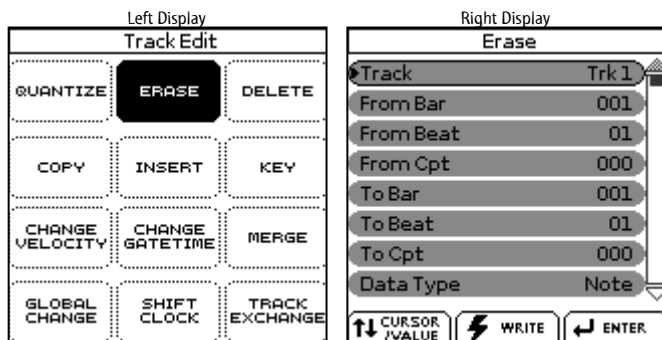 Left Display
Track Edit
QUANTIZE ERASE DELETE
COPY INSERT KEY
CHANGE VELOCITY CHANGE GATETIME MERGE
GLOBAL CHANGE SHIFT CLOCK TRACK EXCHANGE
Right Display
Erase
Track Trk 1
From Bar 001
From Beat 01
From Cpt 000
To Bar 001
To Beat 01
To Cpt 000
Data Type Note
CURSOR /VALUE WRITE ENTER